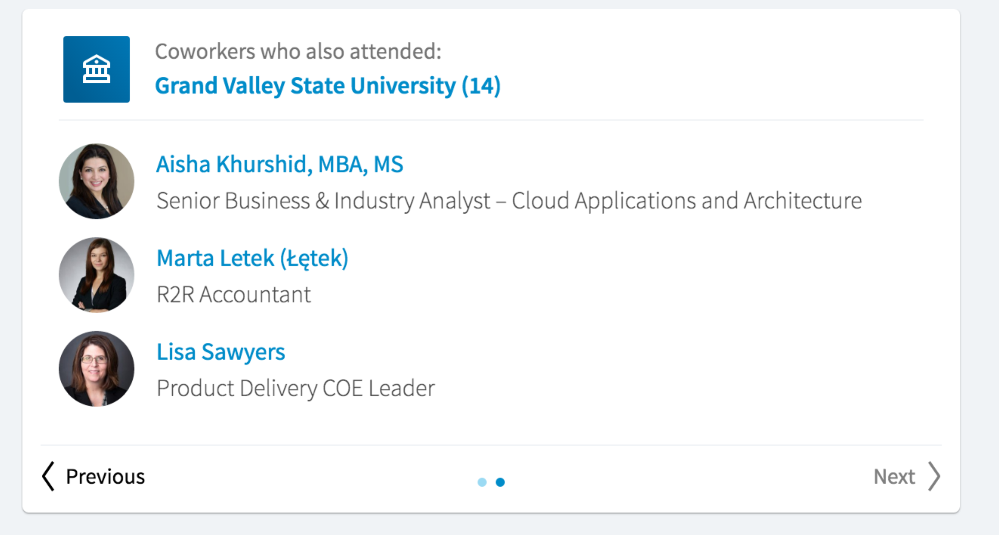 Coworkers who also attended:
Grand Valley State University (14)
Aisha Khurshid, MBA, MS
Senior Business & Industry Analyst – Cloud Applications and Architecture
Marta Letek (Łętek)
R2R Accountant
Lisa Sawyers
Product Delivery COE Leader
Previous
Next